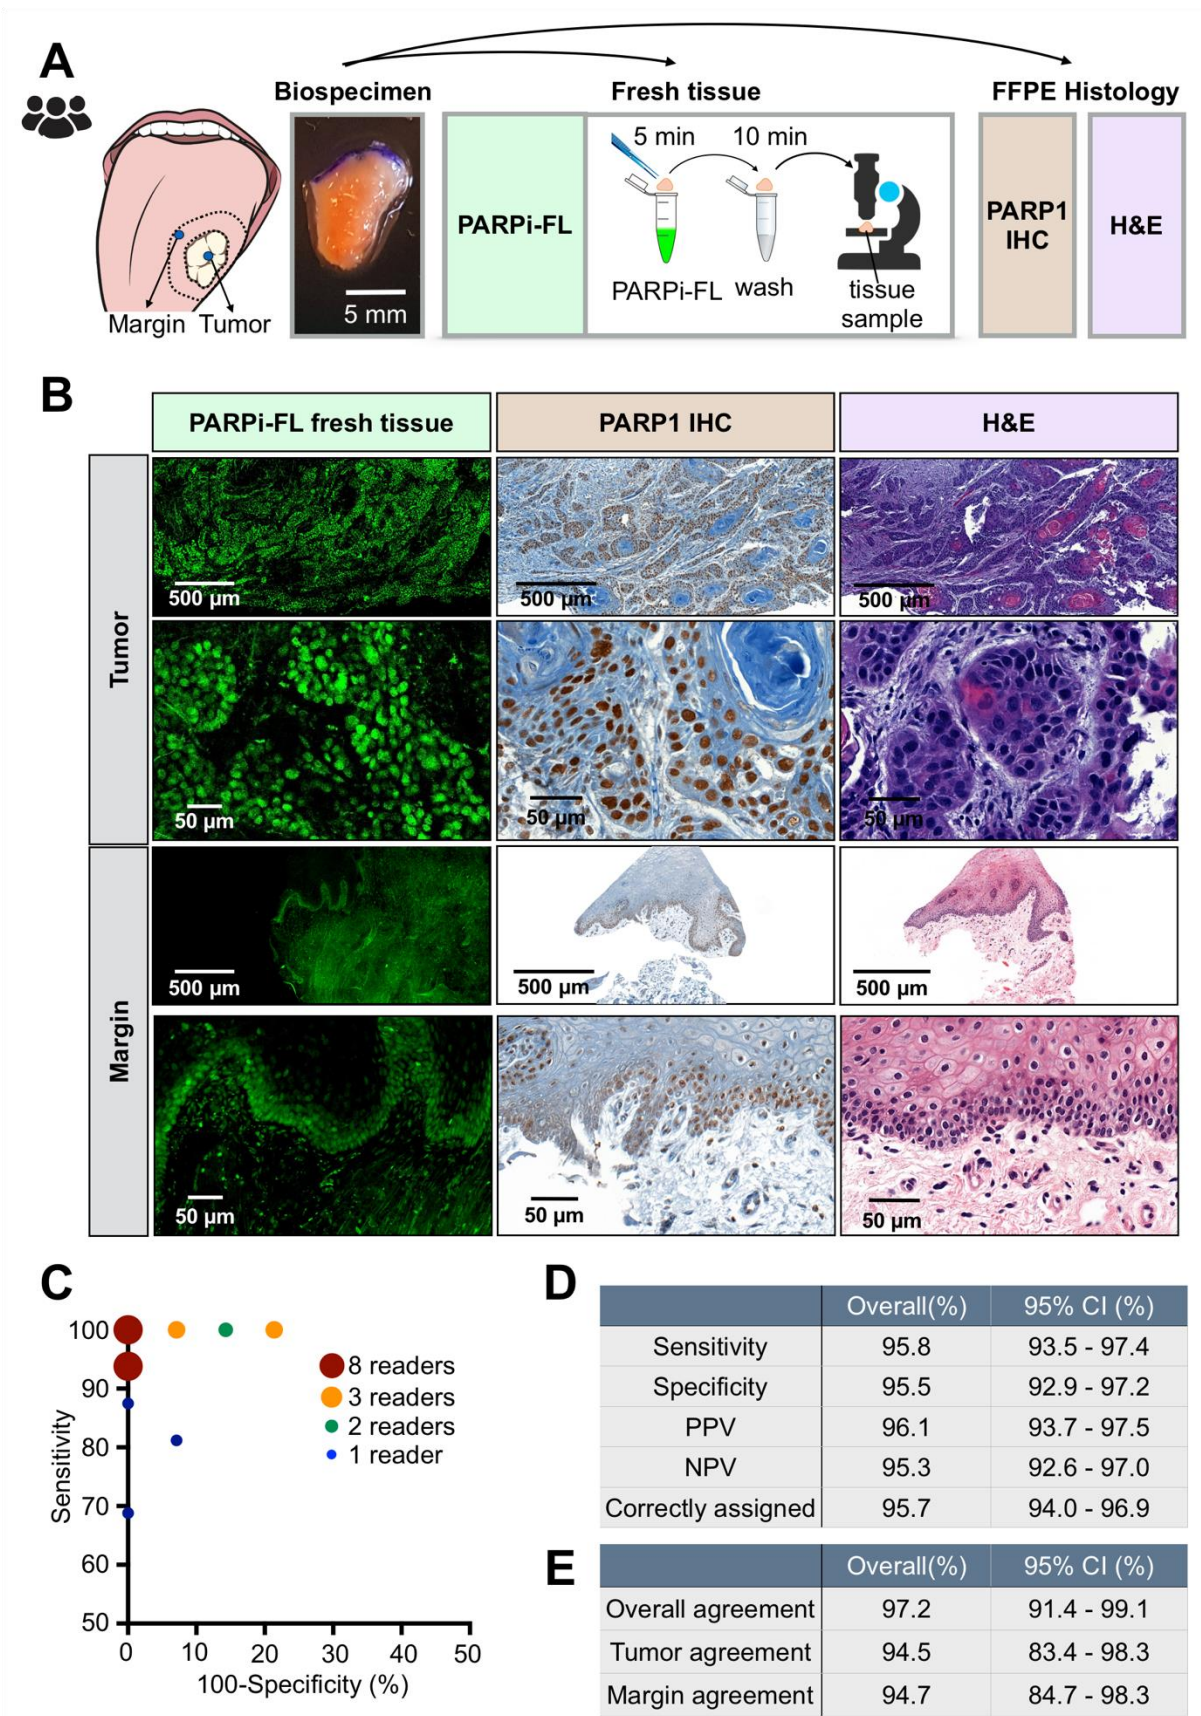 A
Biospecimen
Fresh tissue
FFPE Histology
Margin
Tumor
5 mm
PARPi-FL
5 min
10 min
PARPi-FL
wash
tissue
sample
PARP1
IHC
H&E
B
PARPi-FL fresh tissue
PARP1 IHC
H&E
Tumor
500 µm
500 µm
500 µm
50 µm
50 µm
50 µm
Margin
500 µm
500 µm
500 µm
50 µm
50 µm
50 µm
C
Sensitivity
100
90
80
70
60
50
0
10
20
30
40
50
100-Specificity (%)
8 readers
3 readers
2 readers
1 reader
D
Overall(%) 95% CI (%)
Sensitivity 95.8 93.5 - 97.4
Specificity 95.5 92.9 - 97.2
PPV 96.1 93.7 - 97.5
NPV 95.3 92.6 - 97.0
Correctly assigned 95.7 94.0 - 96.9
E
Overall(%) 95% CI (%)
Overall agreement 97.2 91.4 - 99.1
Tumor agreement 94.5 83.4 - 98.3
Margin agreement 94.7 84.7 - 98.3